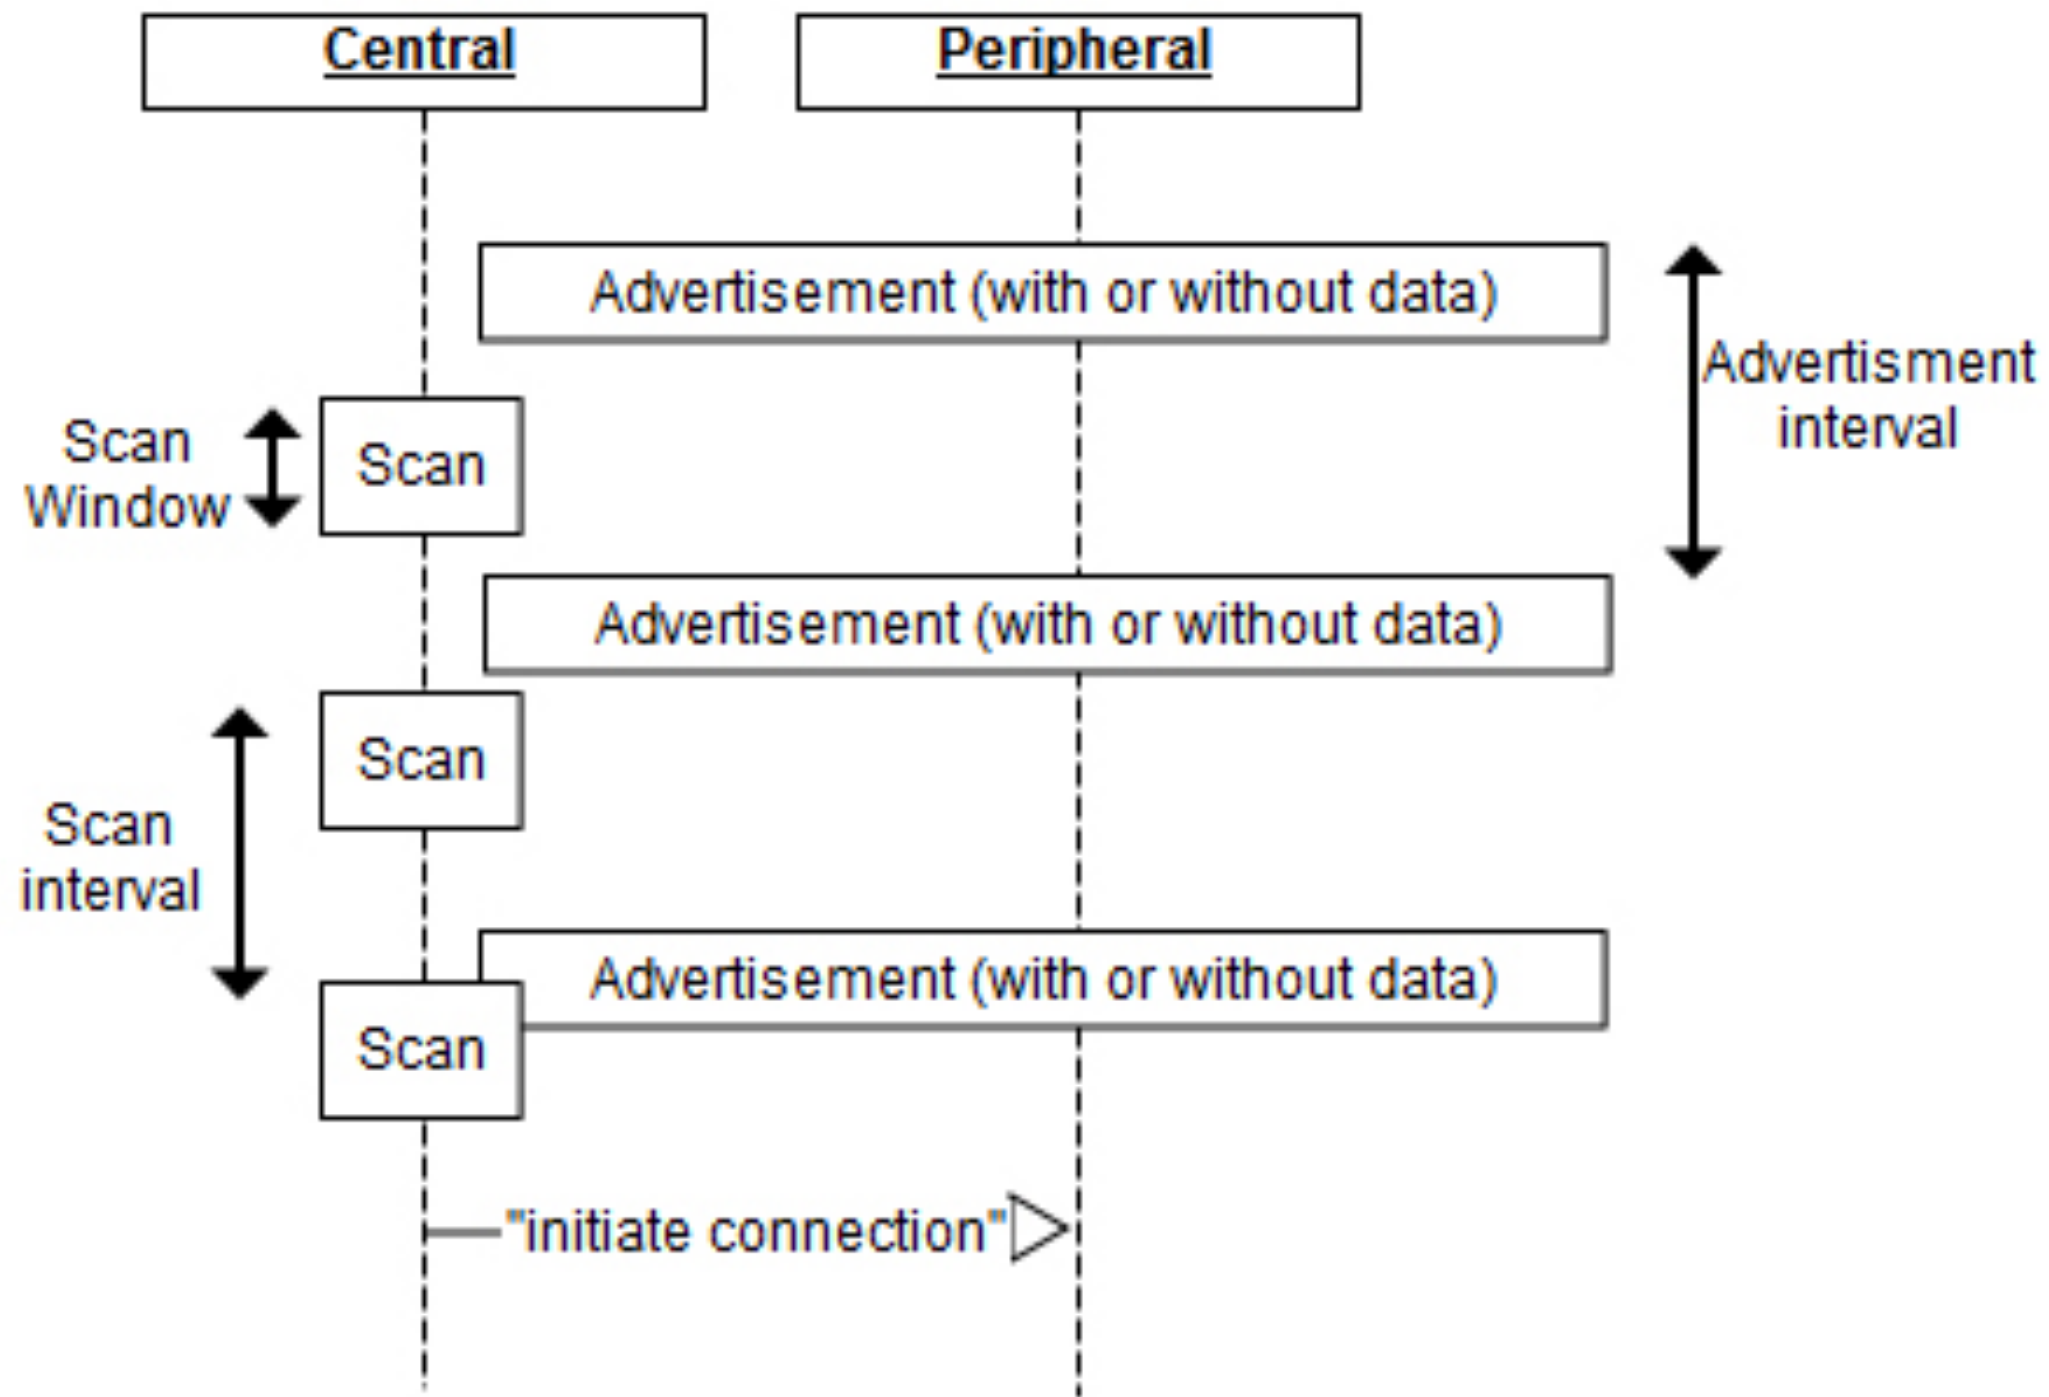 Central
Peripheral
Advertisement (with or without data)
Advertisment
interval
Scan
Window
Scan
Advertisement (with or without data)
Scan
Scan
interval
Advertisement (with or without data)
Scan
"initiate connection"